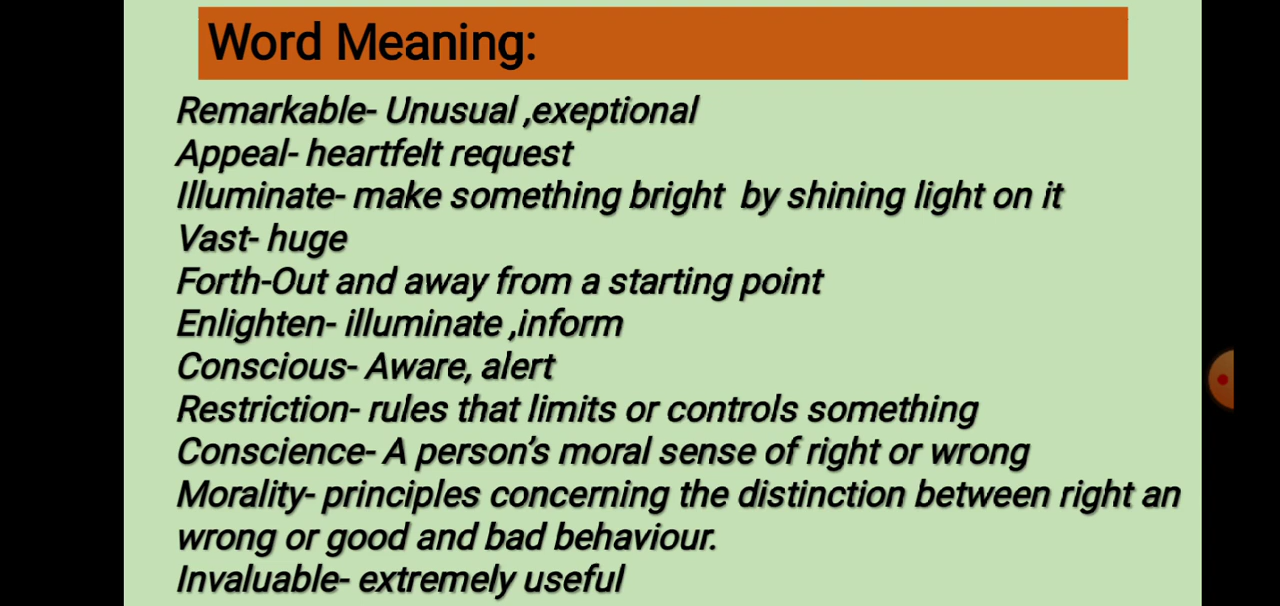 Word Meaning:
Remarkable- Unusual ,exeptional
Appeal- heartfelt request
Illuminate- make something bright  by shining light on it
Vast- huge
Forth-Out and away from a starting point
Enlighten- illuminate ,inform
Conscious- Aware, alert
Restriction- rules that limits or controls something
Conscience- A person’s moral sense of right or wrong
Morality- principles concerning the distinction between right an
wrong or good and bad behaviour.
Invaluable- extremely useful